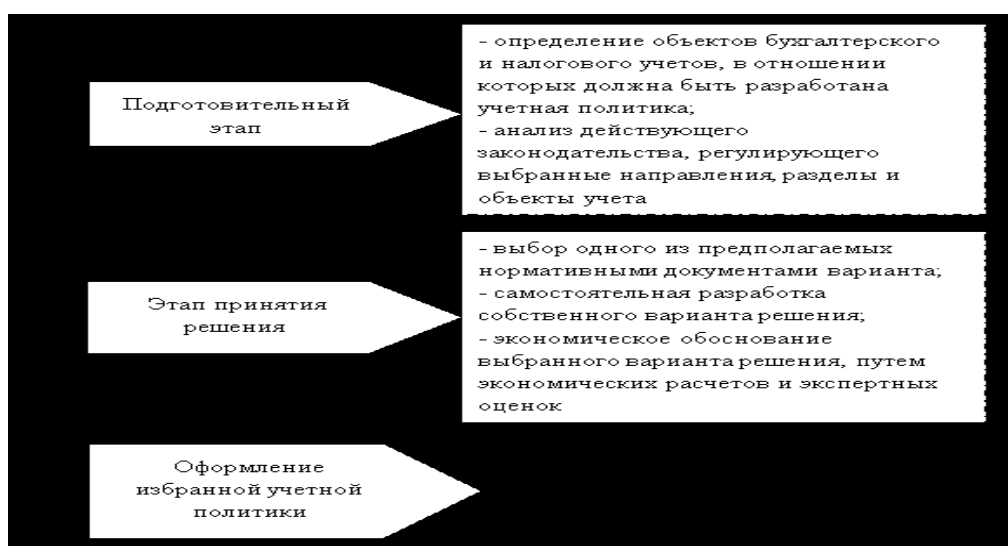 Подготовительный
этап
- определение объектов бухгалтерского
и налогового учетов, в отношении
которых должна быть разработана
учетная политика;
- анализ действующего
законодательства, регулирующего
выбранные направления, разделы и
объекты учета
Этап принятия
решения
- выбор одного из предполагаемых
нормативными документами варианта;
- самостоятельная разработка
собственного варианта решения;
- экономическое обоснование
выбранного варианта решения, путем
экономических расчетов и экспертных
оценок
Оформление
избранной учетной
политики